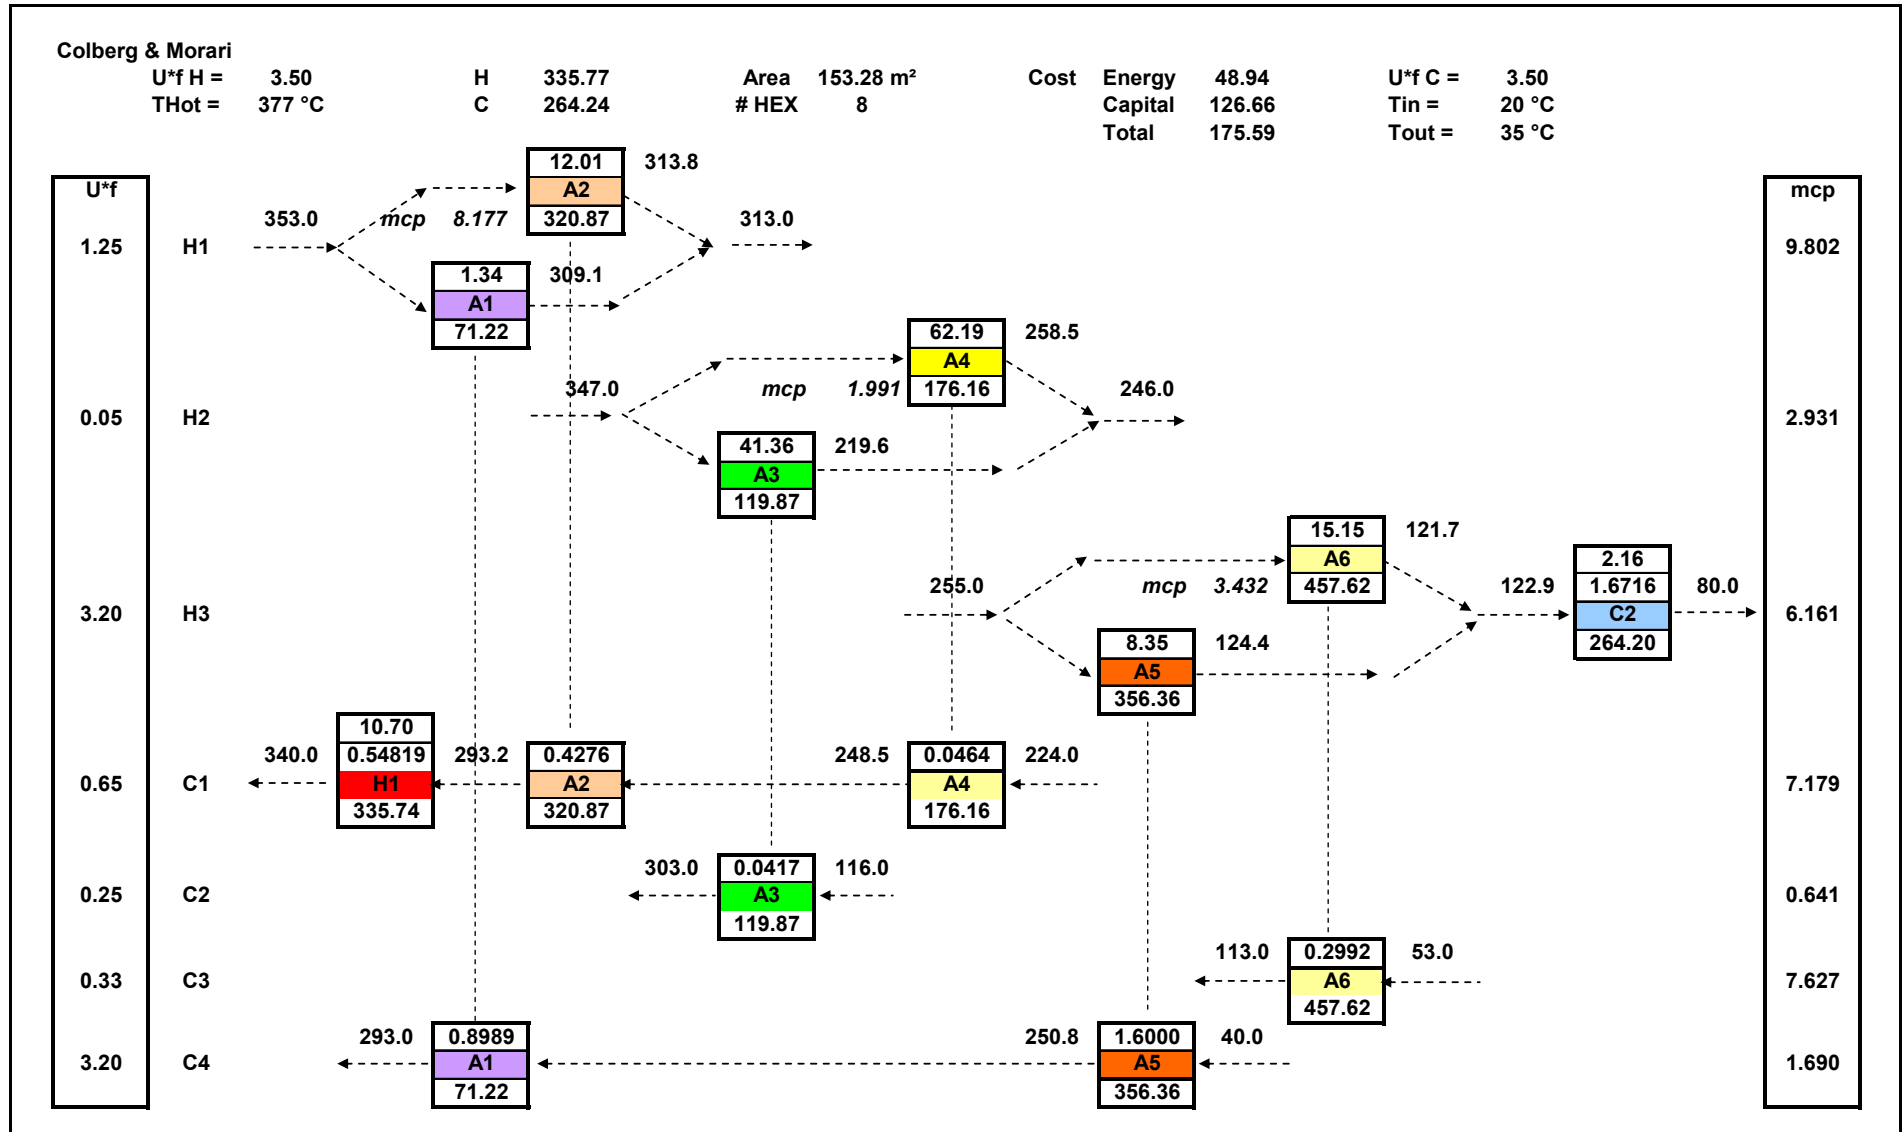 Colberg & Morari
U*f H = 3.50 H 335.77 Area 153.28 m² Cost Energy 48.94 U*f C = 3.50
THot = 377 °C C 264.24 # HEX 8 Capital 126.66 Tin = 20 °C
Total 175.59 Tout = 35 °C
12.01 313.8
U*f A2 mcp
353.0 mcp 8.177 320.87 313.0
1.25 H1 9.802
1.34 309.1
A1
71.22
62.19 258.5
A4
347.0 mcp 1.991 176.16 246.0
0.05 H2 2.931
41.36 219.6
A3
119.87
15.15 121.7
A6 2.16
255.0 mcp 3.432 457.62 122.9 1.6716 80.0
3.20 H3 C2 6.161
8.35 124.4 264.20
A5
356.36
10.70
340.0 0.54819 293.2 0.4276 248.5 0.0464 224.0
0.65 C1 H1 A2 A4 7.179
335.74 320.87 176.16
303.0 0.0417 116.0
0.25 C2 A3 0.641
119.87
113.0 0.2992 53.0
0.33 C3 A6 7.627
457.62
293.0 0.8989 250.8 1.6000 40.0
3.20 C4 A1 A5 1.690
71.22 356.36